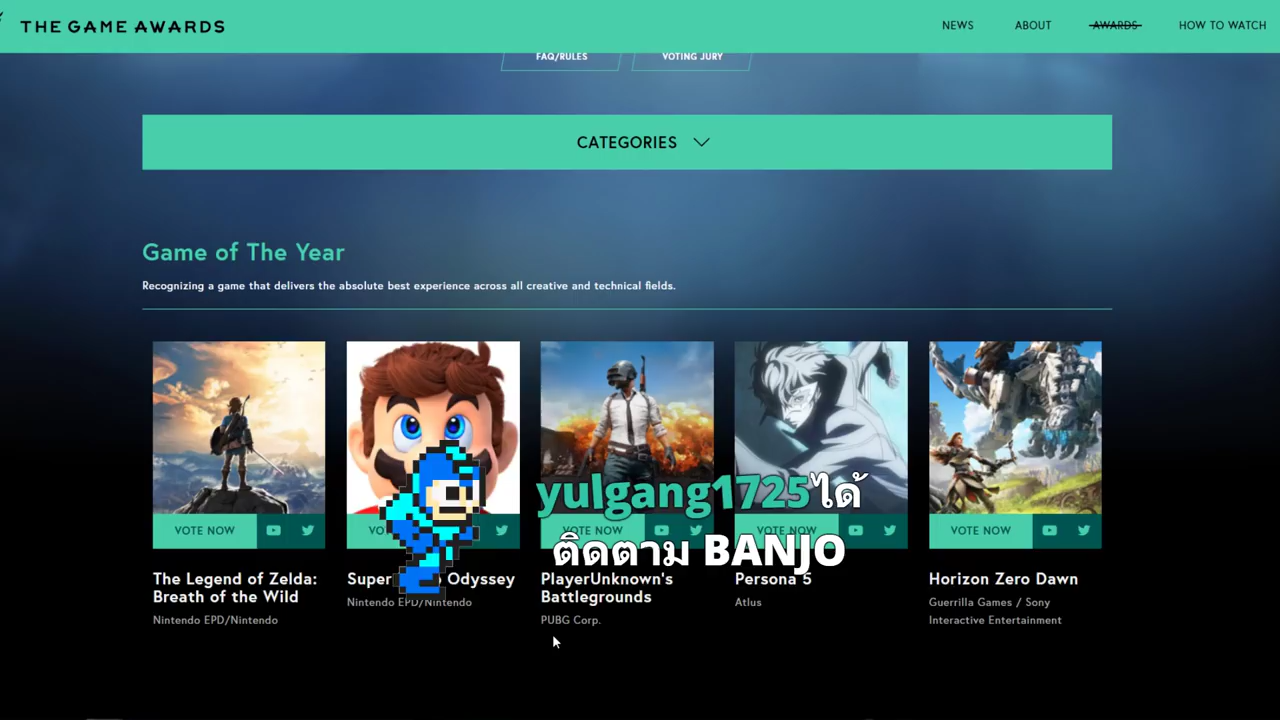 THE GAME AWARDS
NEWS
ABOUT
AWARDS
HOW TO WATCH
FAQ/RULES
VOTING JURY
CATEGORIES
Game of The Year
Recognizing a game that delivers the absolute best experience across all creative and technical fields.
yulgang1725ได้
ติดตาม BANJO
VOTE NOW
VOTE NOW
VOTE NOW
VOTE NOW
The Legend of Zelda:
Breath of the Wild
Nintendo EPD/Nintendo
Super Odyssey
Nintendo EPD/Nintendo
PlayerUnknown's
Battlegrounds
PUBG Corp.
Persona 5
Atlus
Horizon Zero Dawn
Guerrilla Games / Sony
Interactive Entertainment